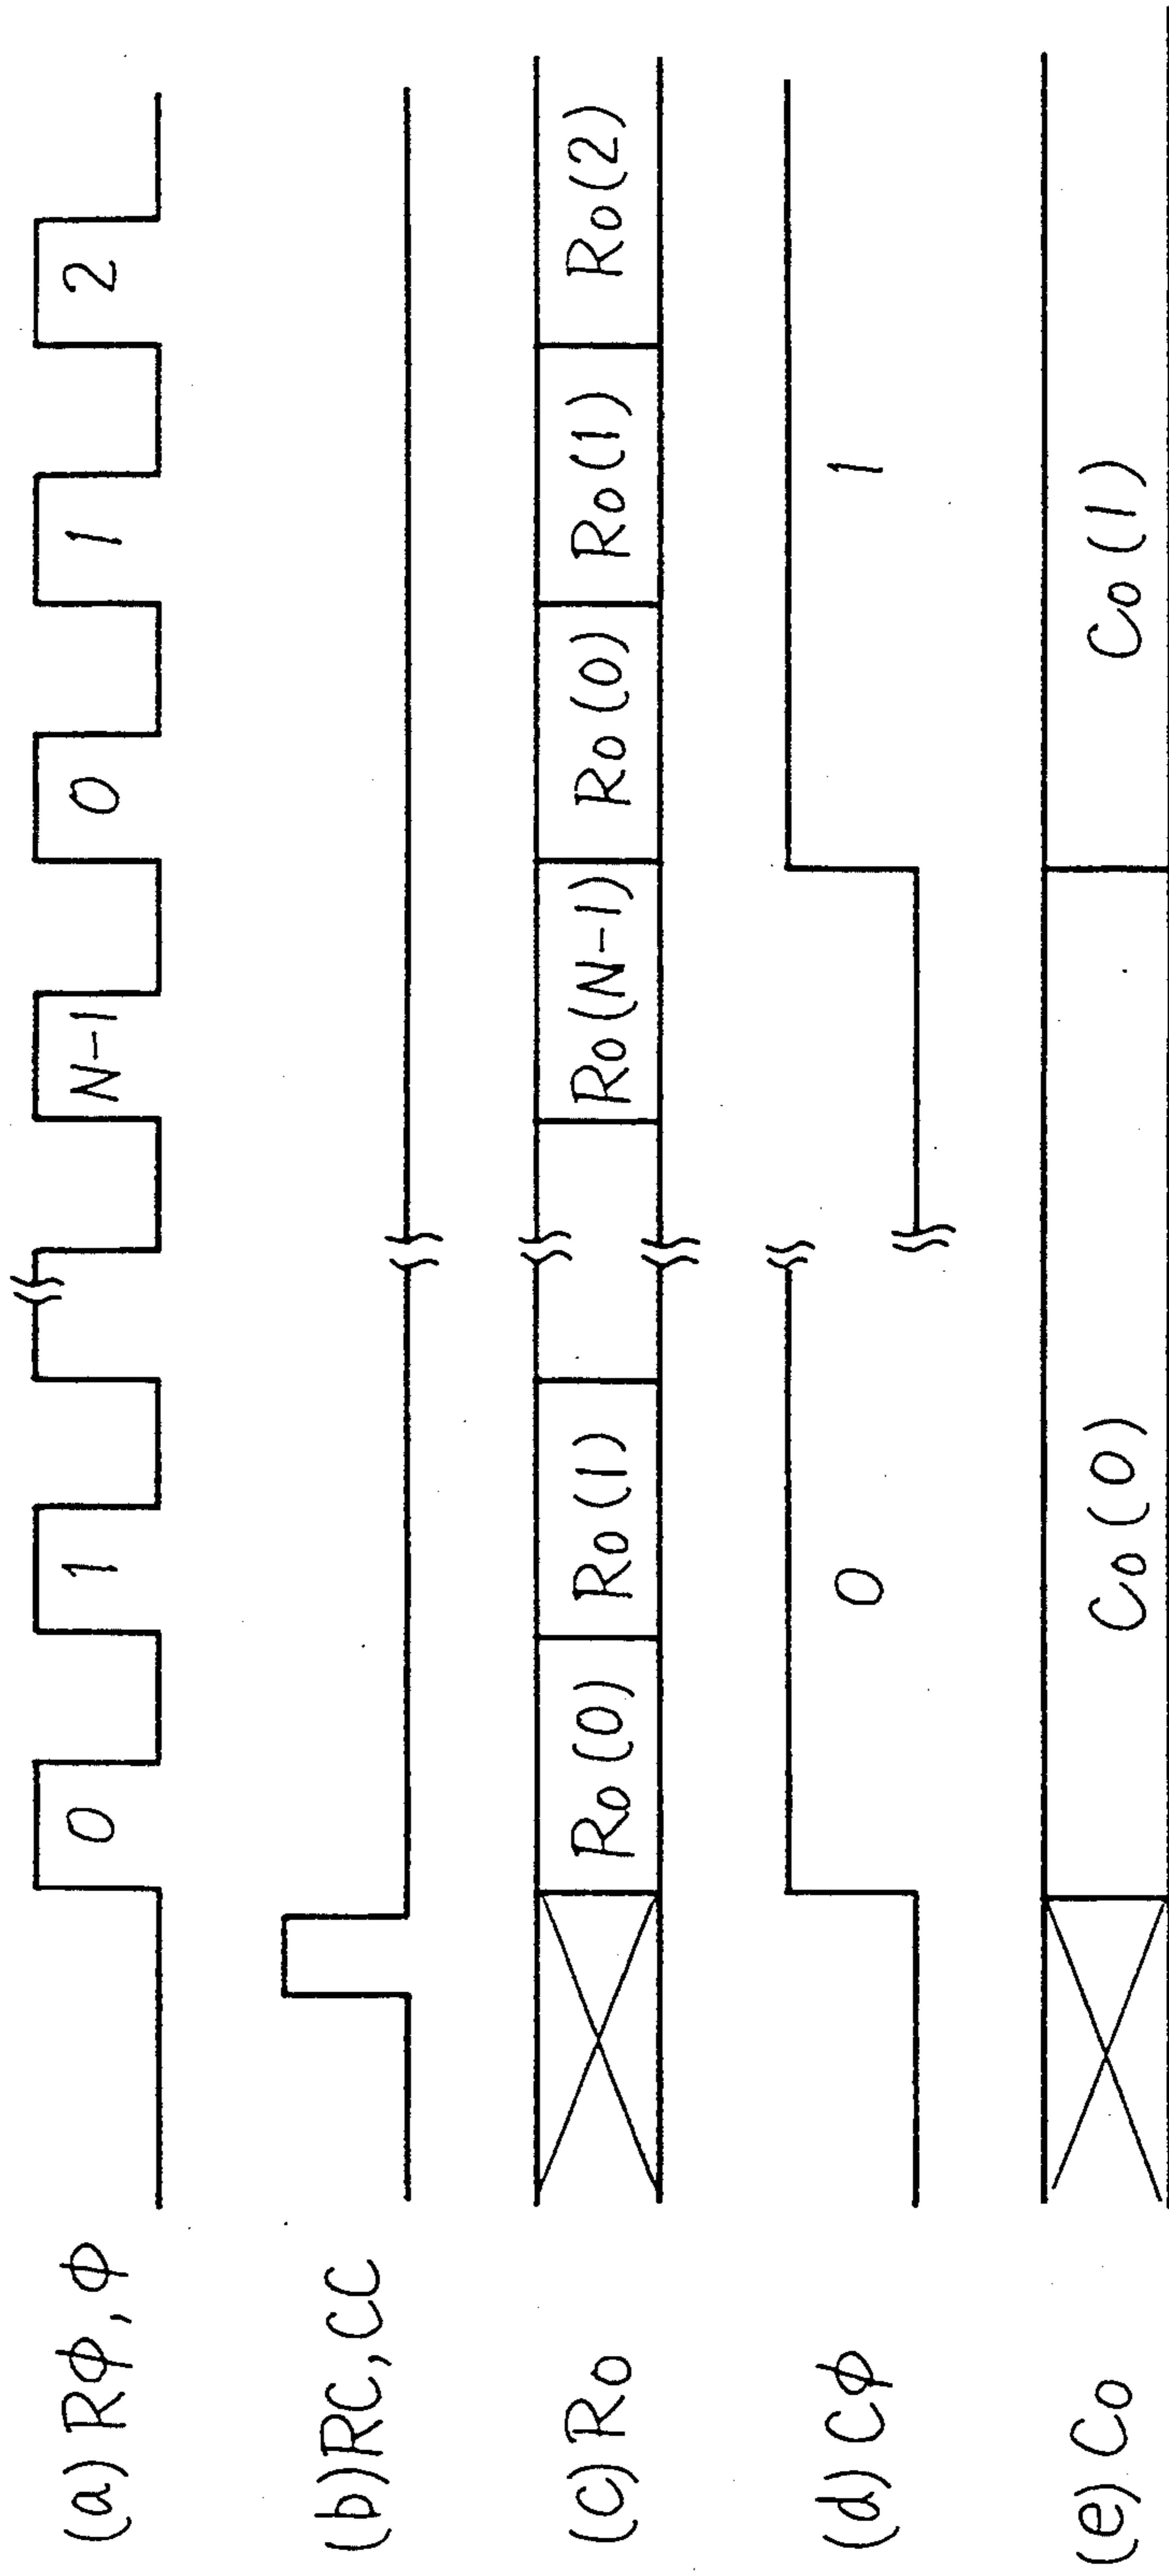 (a) Rϕ, ϕ
0
1
N-1
0
1
2
(b) RC, CC
(c) Ro
Ro(0)
Ro(1)
Ro(N-1)
Ro(0)
Ro(1)
Ro(2)
(d) Cϕ
0
1
(e) Co
Co(0)
Co(1)